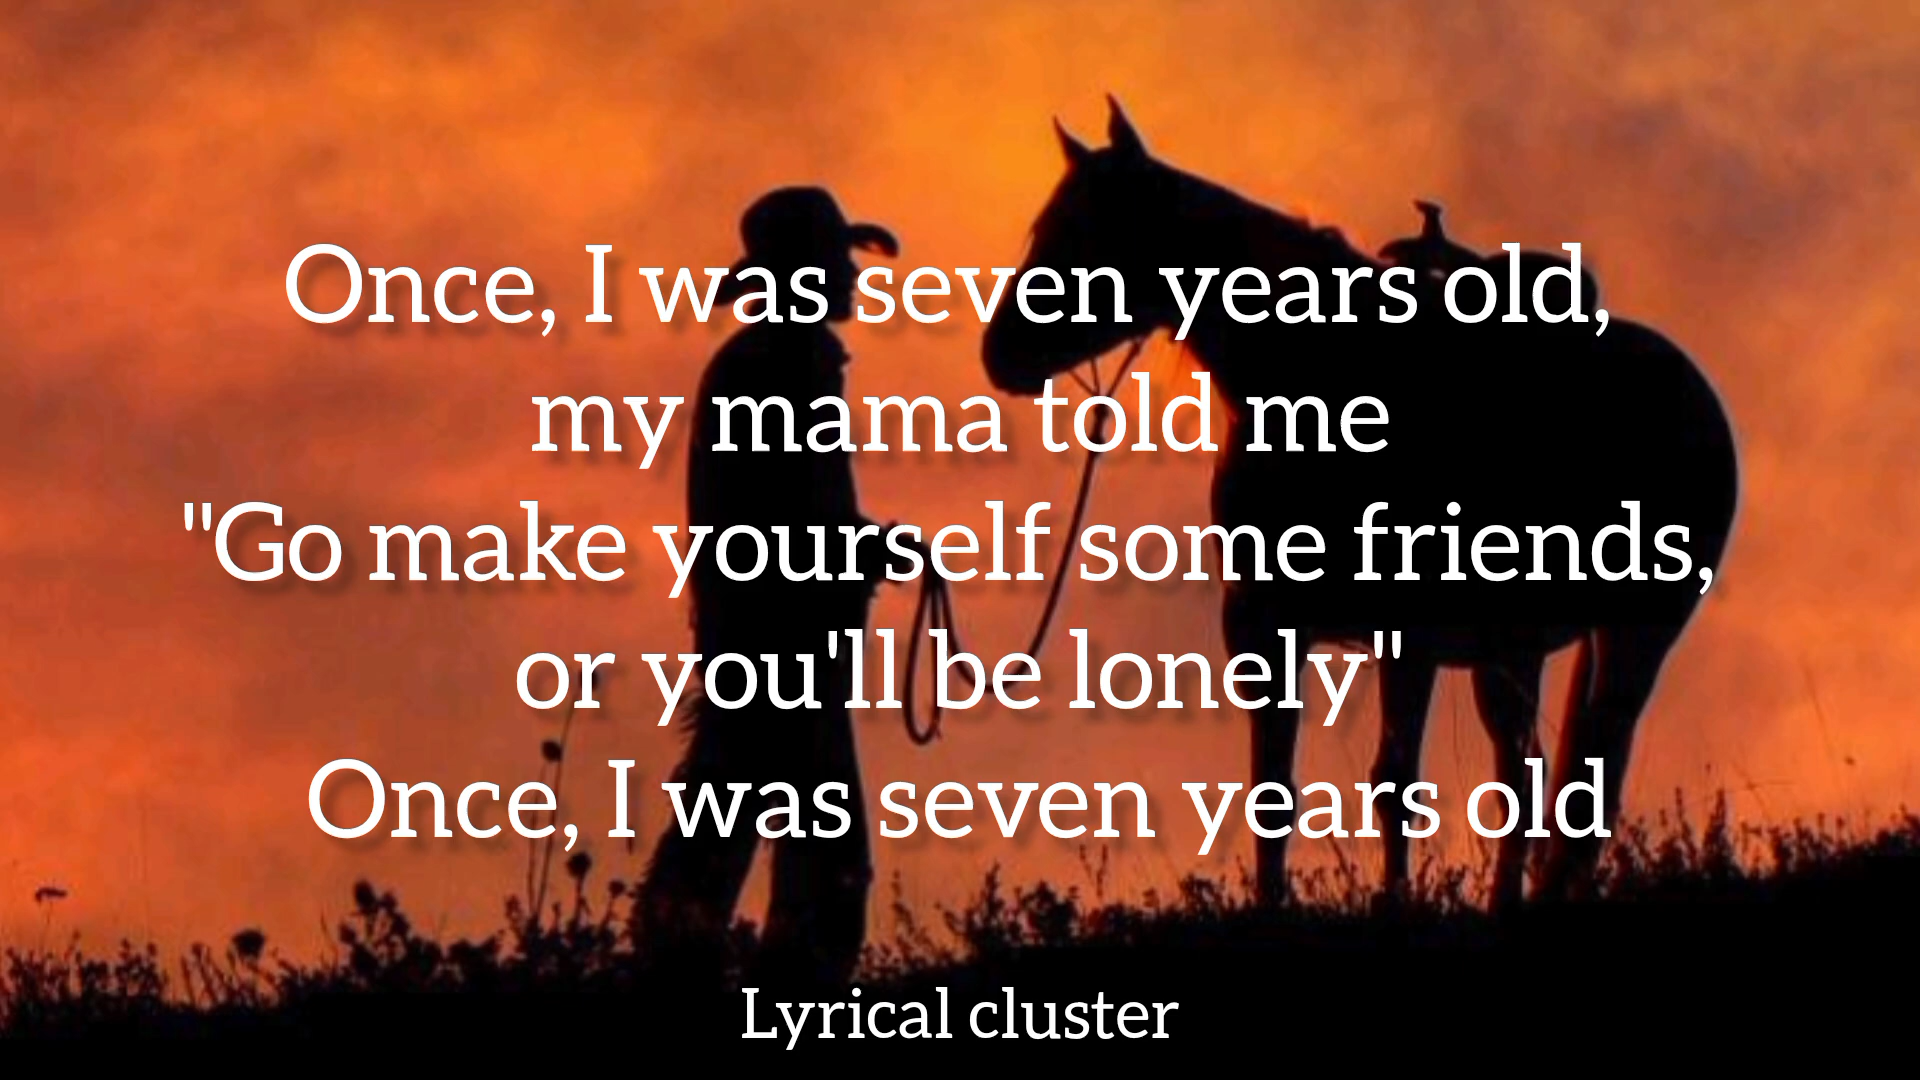 Once, I was seven years old,
my mama told me
"Go make yourself some friends,
or you'll be lonely"
Once, I was seven years old
Lyrical cluster